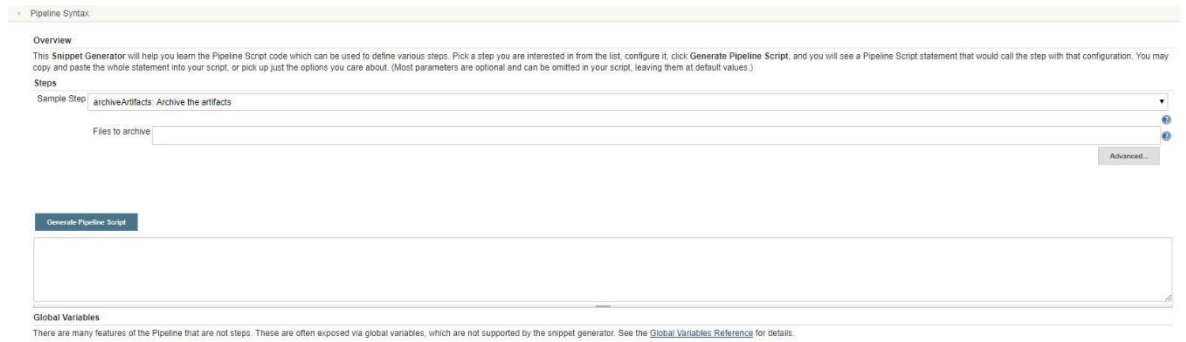 Pipeline Syntax
Overview
This Snippet Generator will help you learn the Pipeline Script code which can be used to define various steps. Pick a step you are interested in from the list, configure it, click Generate Pipeline Script, and you will see a Pipeline Script statement that would call the step with that configuration. You may
copy and paste the whole statement into your script, or pick up just the options you care about. (Most parameters are optional and can be omitted in your script, leaving them at default values.)
Steps
Sample Step archiveArtifacts: Archive the artifacts
Files to archive
Advanced...
Generate Pipeline Script
Global Variables
There are many features of the Pipeline that are not steps. These are often exposed via global variables, which are not supported by the snippet generator. See the Global Variables Reference for details.